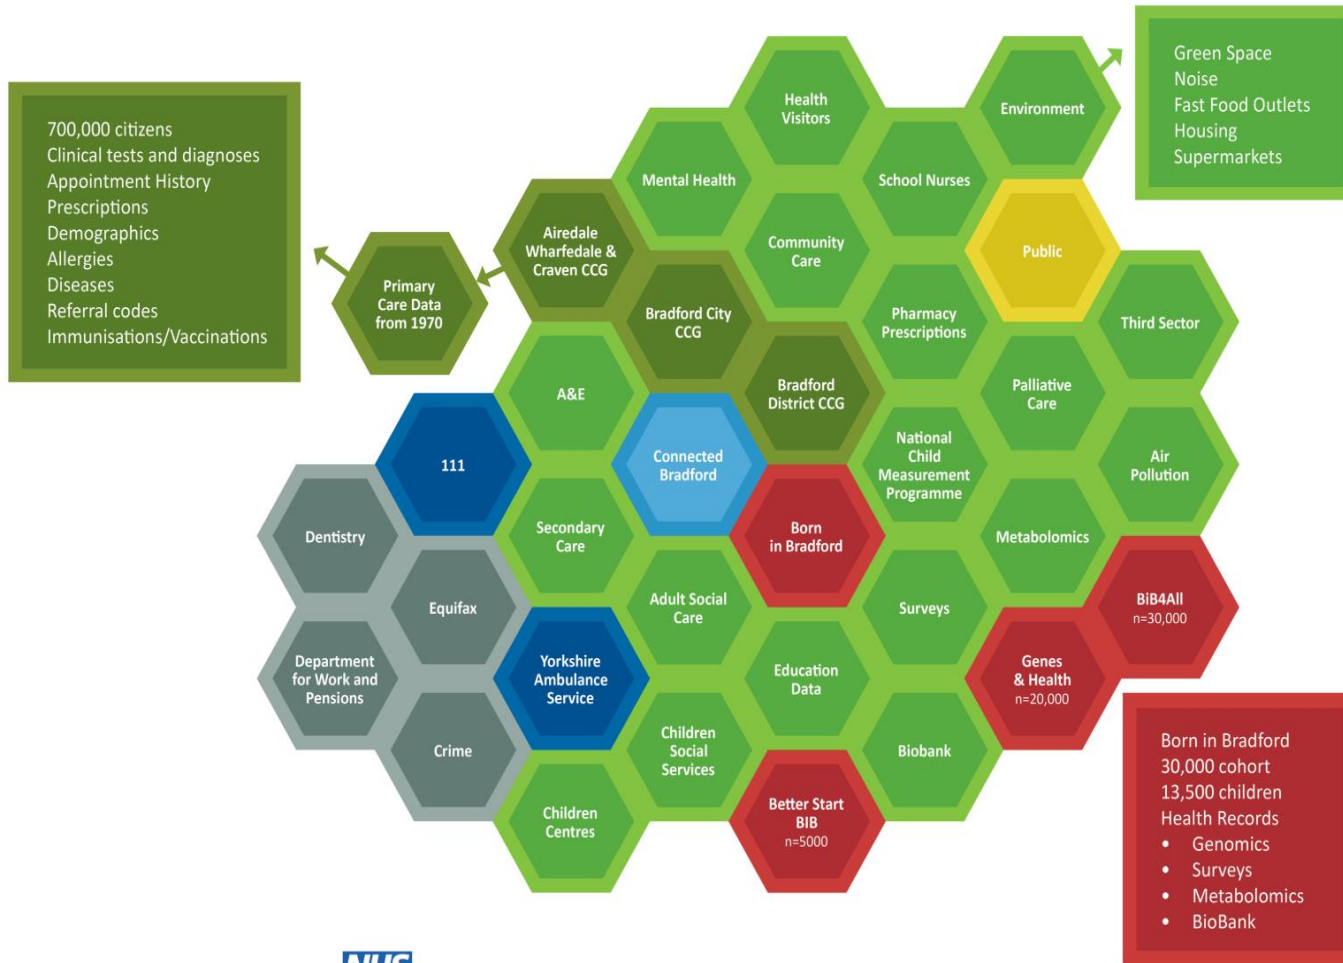 700,000 citizens
Clinical tests and diagnoses
Appointment History
Prescriptions
Demographics
Allergies
Diseases
Referral codes
Immunisations/Vaccinations
Primary
Care Data
from 1970
Airedale
Wharfedale &
Craven CCG
Mental Health
Health
Visitors
School Nurses
Environment
Green Space
Noise
Fast Food Outlets
Housing
Supermarkets
Community
Care
Public
Bradford City
CCG
Pharmacy
Prescriptions
Third Sector
A&E
Bradford
District CCG
Palliative
Care
111
Connected
Bradford
National
Child
Measurement
Programme
Air
Pollution
Dentistry
Secondary
Care
Born
in Bradford
Metabolomics
Equifax
Adult Social
Care
Surveys
BiB4All
n=30,000
Department
for Work and
Pensions
Yorkshire
Ambulance
Service
Education
Data
Genes
& Health
n=20,000
Crime
Children
Social
Services
Biobank
Children
Centres
Better Start
BIB
n=5000
Born in Bradford
30,000 cohort
13,500 children
Health Records
• Genomics
• Surveys
• Metabolomics
• BioBank
NHS